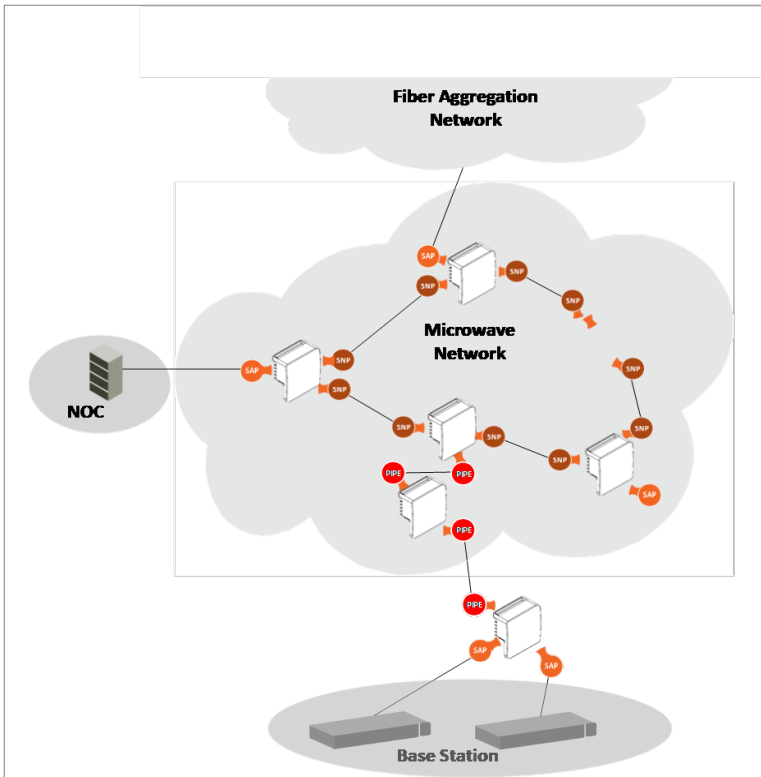 Fiber Aggregation
Network
SAP
SNP
SNP
SNP
Microwave
Network
SNP
SAP
SNP
SNP
NOC
SNP
SNP
SNP
SNP
PIPE
PIPE
SAP
PIPE
PIPE
SAP
SAP
Base Station